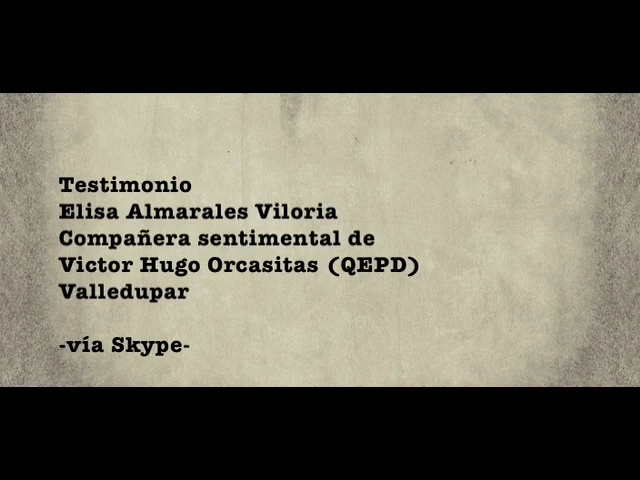 Testimonio
Elisa Almarales Viloria
Compañera sentimental de
Victor Hugo Orcasitas (QEPD)
Valledupar
-vía Skype-